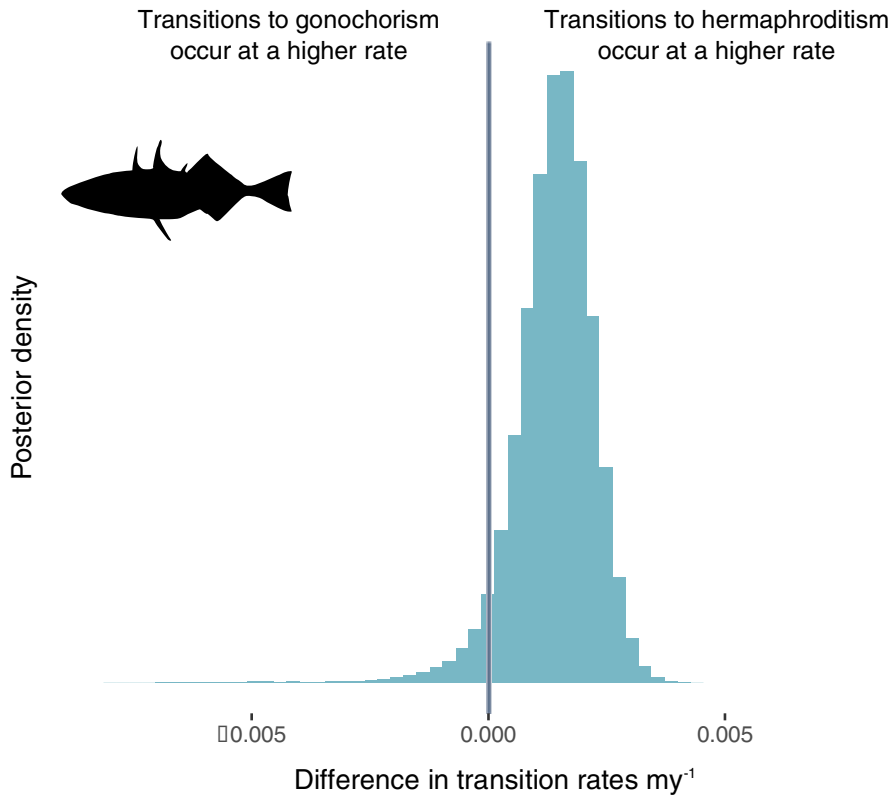 Transitions to gonochorism
occur at a higher rate
Transitions to hermaphroditism
occur at a higher rate
Posterior density
▯0.005
0.000
0.005
Difference in transition rates my⁻¹